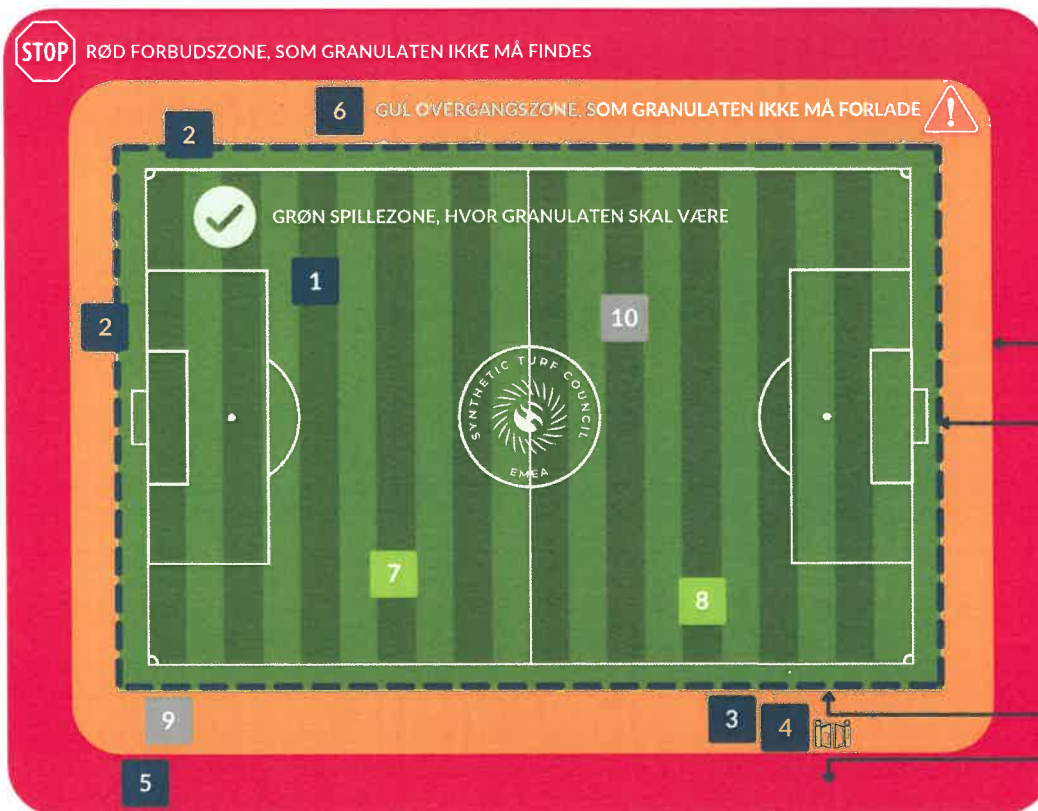 STOP RØD FORBUDSZONE, SOM GRANULATEN IKKE MÅ FINDES
6 GUL OVERGANGSZONE, SOM GRANULATEN IKKE MÅ FORLADE
2
GRØN SPILLEZONE, HVOR GRANULATEN SKAL VÆRE
1
10
2
SYNTHETIC TURF COUNCIL
EMEA
7
8
9
3
4
5